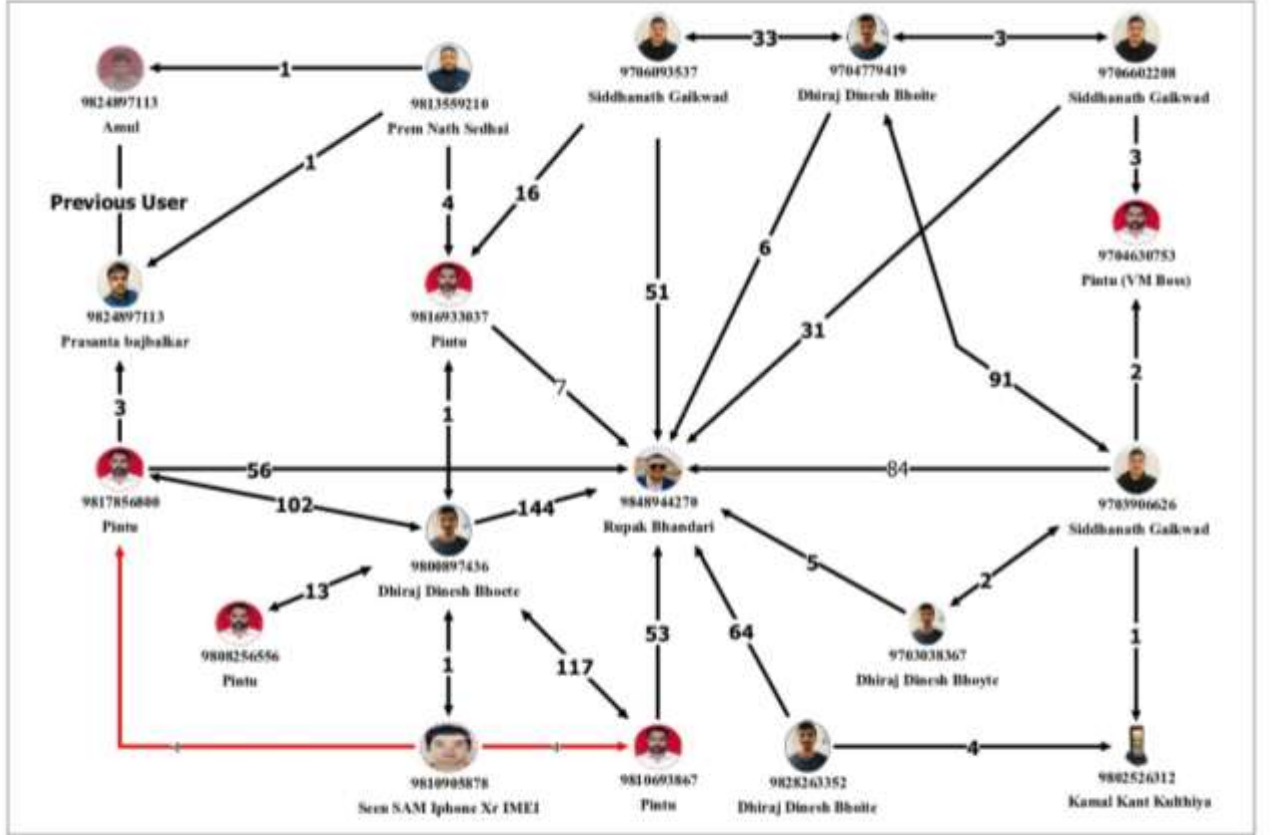 33
3
9706093537
Siddhanath Gaikwad
9704779419
Dhiraj Dinesh Bhoite
9706602208
Siddhanath Gaikwad
1
9824897113
Amul
9813559210
Prem Nath Sedhai
1
Previous User
4
16
6
3
51
31
9824897113
Prasanta bajbalkar
9816933037
Pintu
9704630753
Pintu (VM Boss)
7
91
2
3
1
56
84
102
144
9817856800
Pintu
9848944270
Rupak Bhandari
9703906626
Siddhanath Gaikwad
9800897436
Dhiraj Dinesh Bhoete
5
2
13
9808256556
Pintu
1
117
53
64
9703038367
Dhiraj Dinesh Bhoyte
1
1
1
4
9810905878
Seen SAM Iphone Xr IMEI
9810693867
Pintu
9828263352
Dhiraj Dinesh Bhoite
9802526312
Kamal Kant Kulthiya